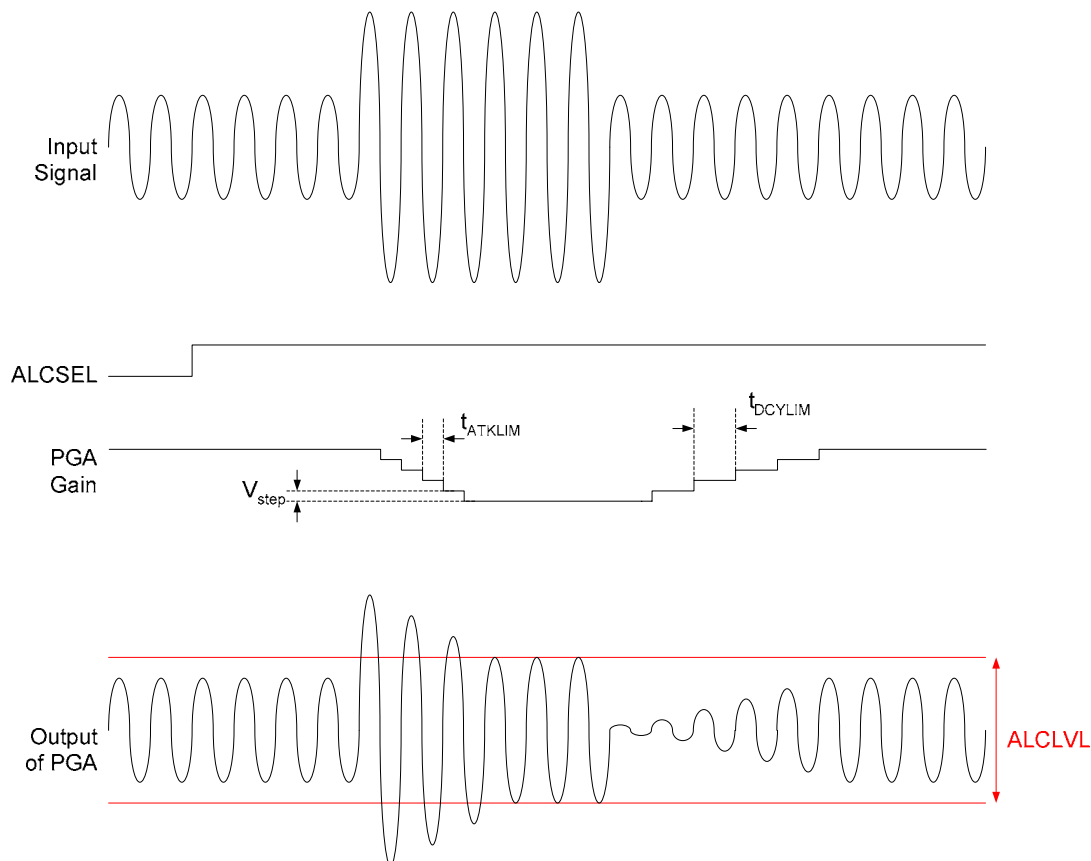 Input
Signal
ALCSEL
tATKLIM
tDCYLIM
PGA
Gain
Vstep
Output
of PGA
ALCLVL